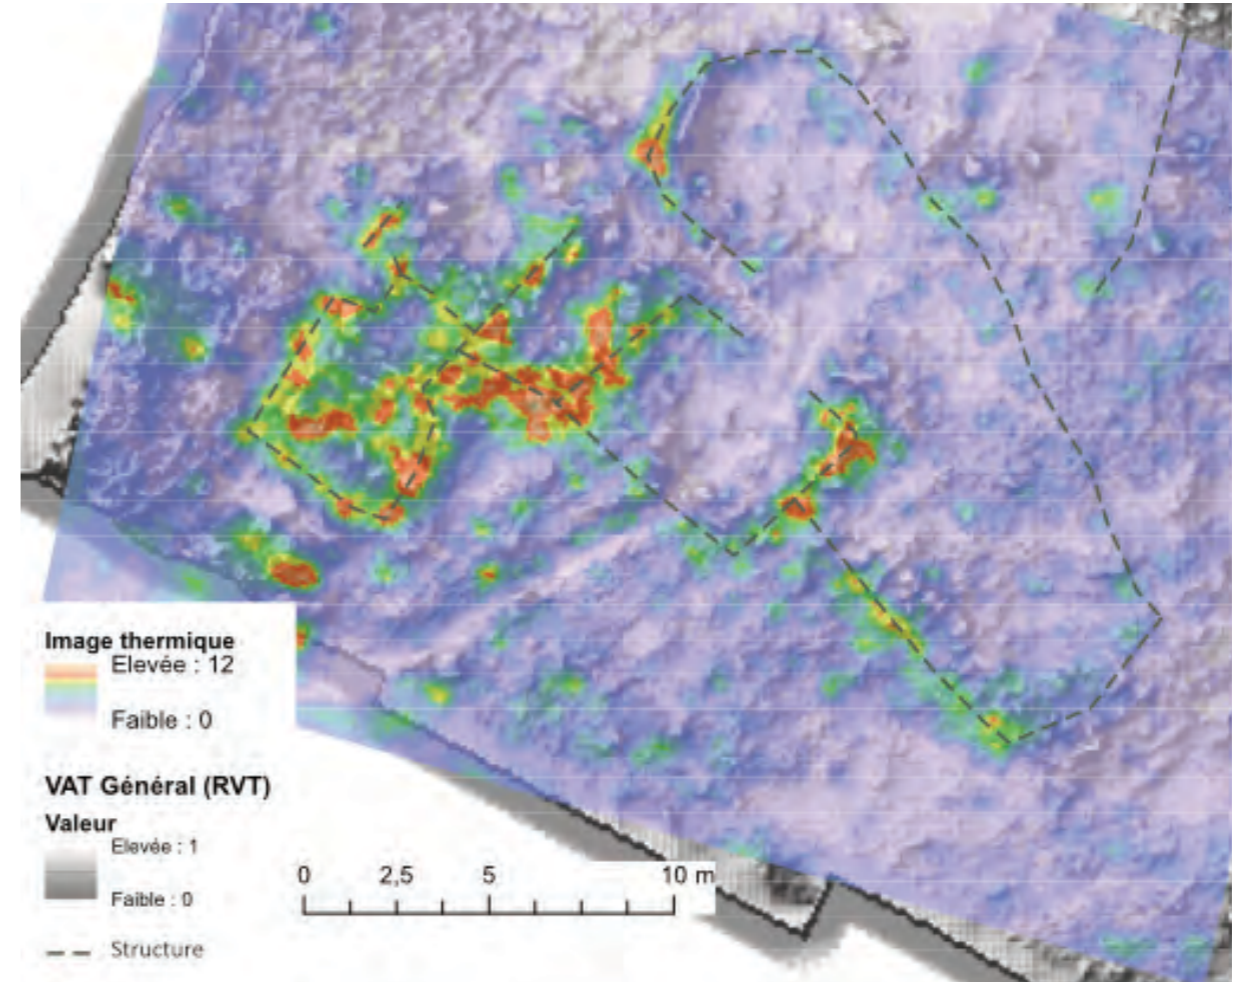 Image thermique
Elevée : 12
Faible : 0
VAT Général (RVT)
Valeur
Elevée : 1
Faible : 0
Structure
0 2,5 5 10 m